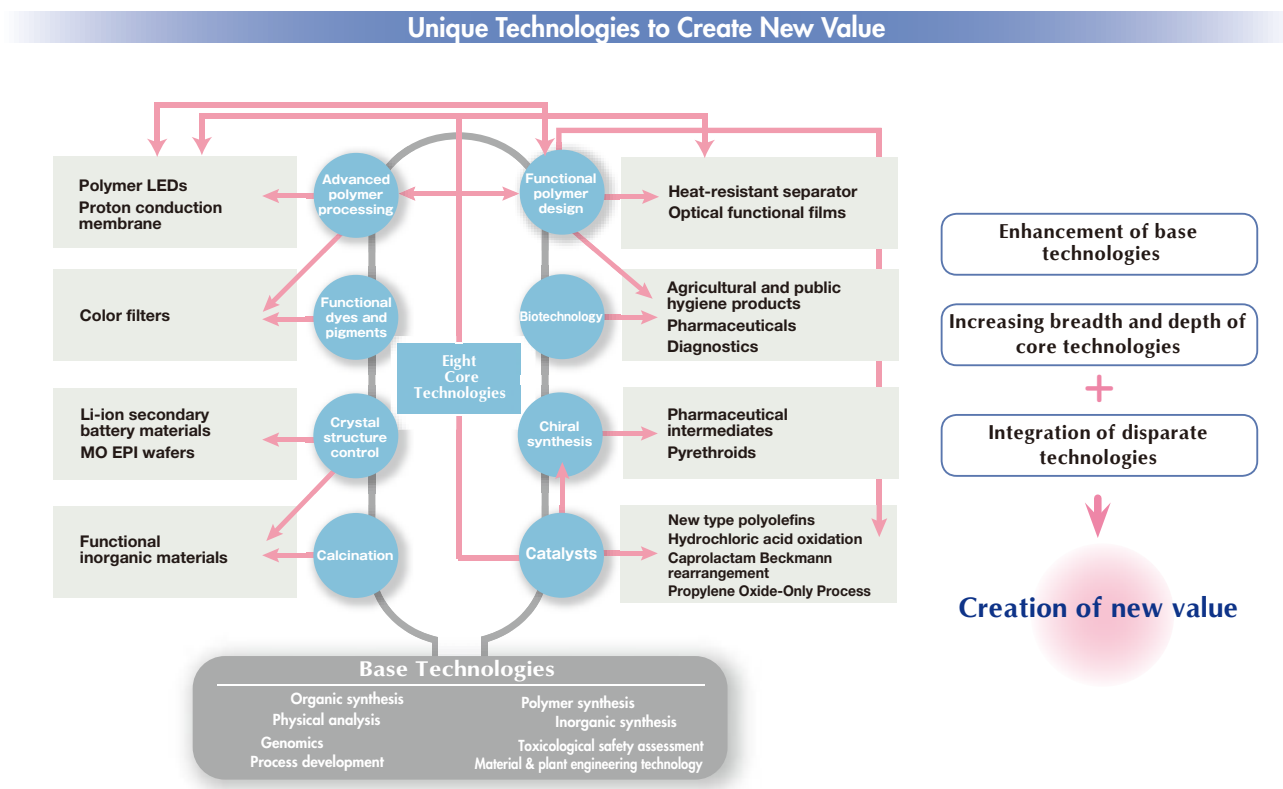 Unique Technologies to Create New Value
Polymer LEDs
Proton conduction
membrane
Advanced
polymer
processing
Functional
polymer
design
Heat-resistant separator
Optical functional films
Color filters
Functional
dyes and
pigments
Biotechnology
Agricultural and public
hygiene products
Pharmaceuticals
Diagnostics
Eight
Core
Technologies
Li-ion secondary
battery materials
MO EPI wafers
Crystal
structure
control
Chiral
synthesis
Pharmaceutical
intermediates
Pyrethroids
Functional
inorganic materials
Calcination
Catalysts
New type polyolefins
Hydrochloric acid oxidation
Caprolactam Beckmann
rearrangement
Propylene Oxide-Only Process
Enhancement of base
technologies
Increasing breadth and depth of
core technologies
+
Integration of disparate
technologies
Creation of new value
Base Technologies
Organic synthesis
Physical analysis
Genomics
Process development
Polymer synthesis
Inorganic synthesis
Toxicological safety assessment
Material & plant engineering technology